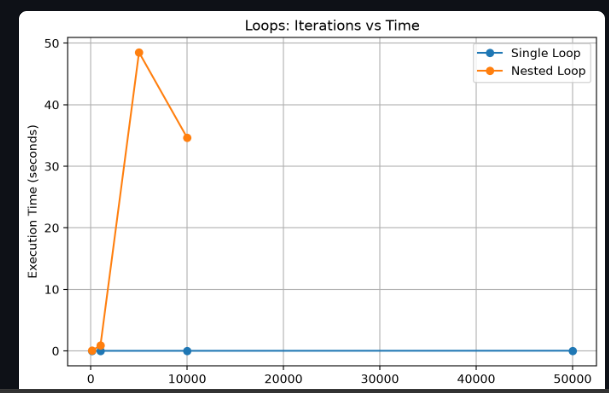 Loops: Iterations vs Time
Single Loop
Nested Loop
Execution Time (seconds)
50
40
30
20
10
0
0 10000 20000 30000 40000 50000